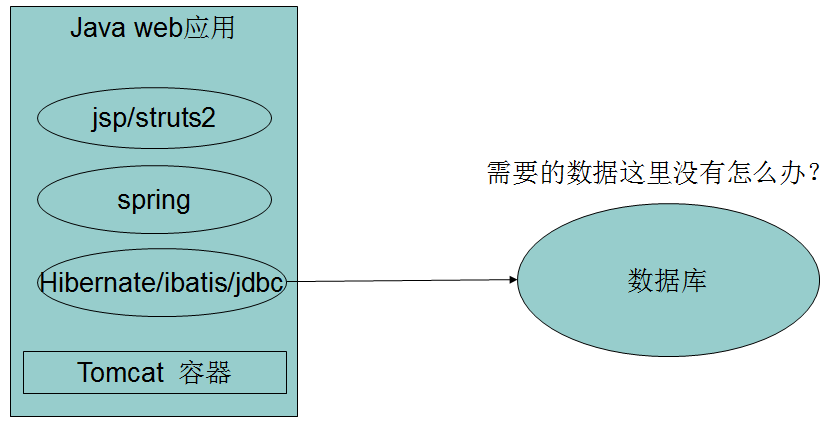 Java web应用
jsp/struts2
spring
Hibernate/ibatis/jdbc
Tomcat 容器
需要的数据这里没有怎么办？
数据库